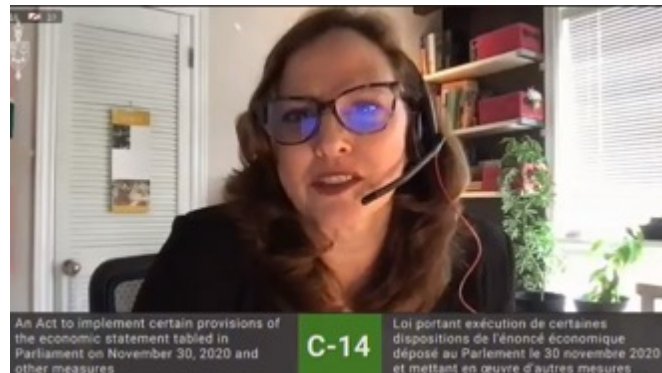 An Act to implement certain provisions of
the economic statement tabled in
Parliament on November 30, 2020 and
other measures
C-14
Loi portant exécution de certaines
dispositions de l'énoncé économique
déposé au Parlement le 30 novembre 2020
et mettant en œuvre d'autres mesures